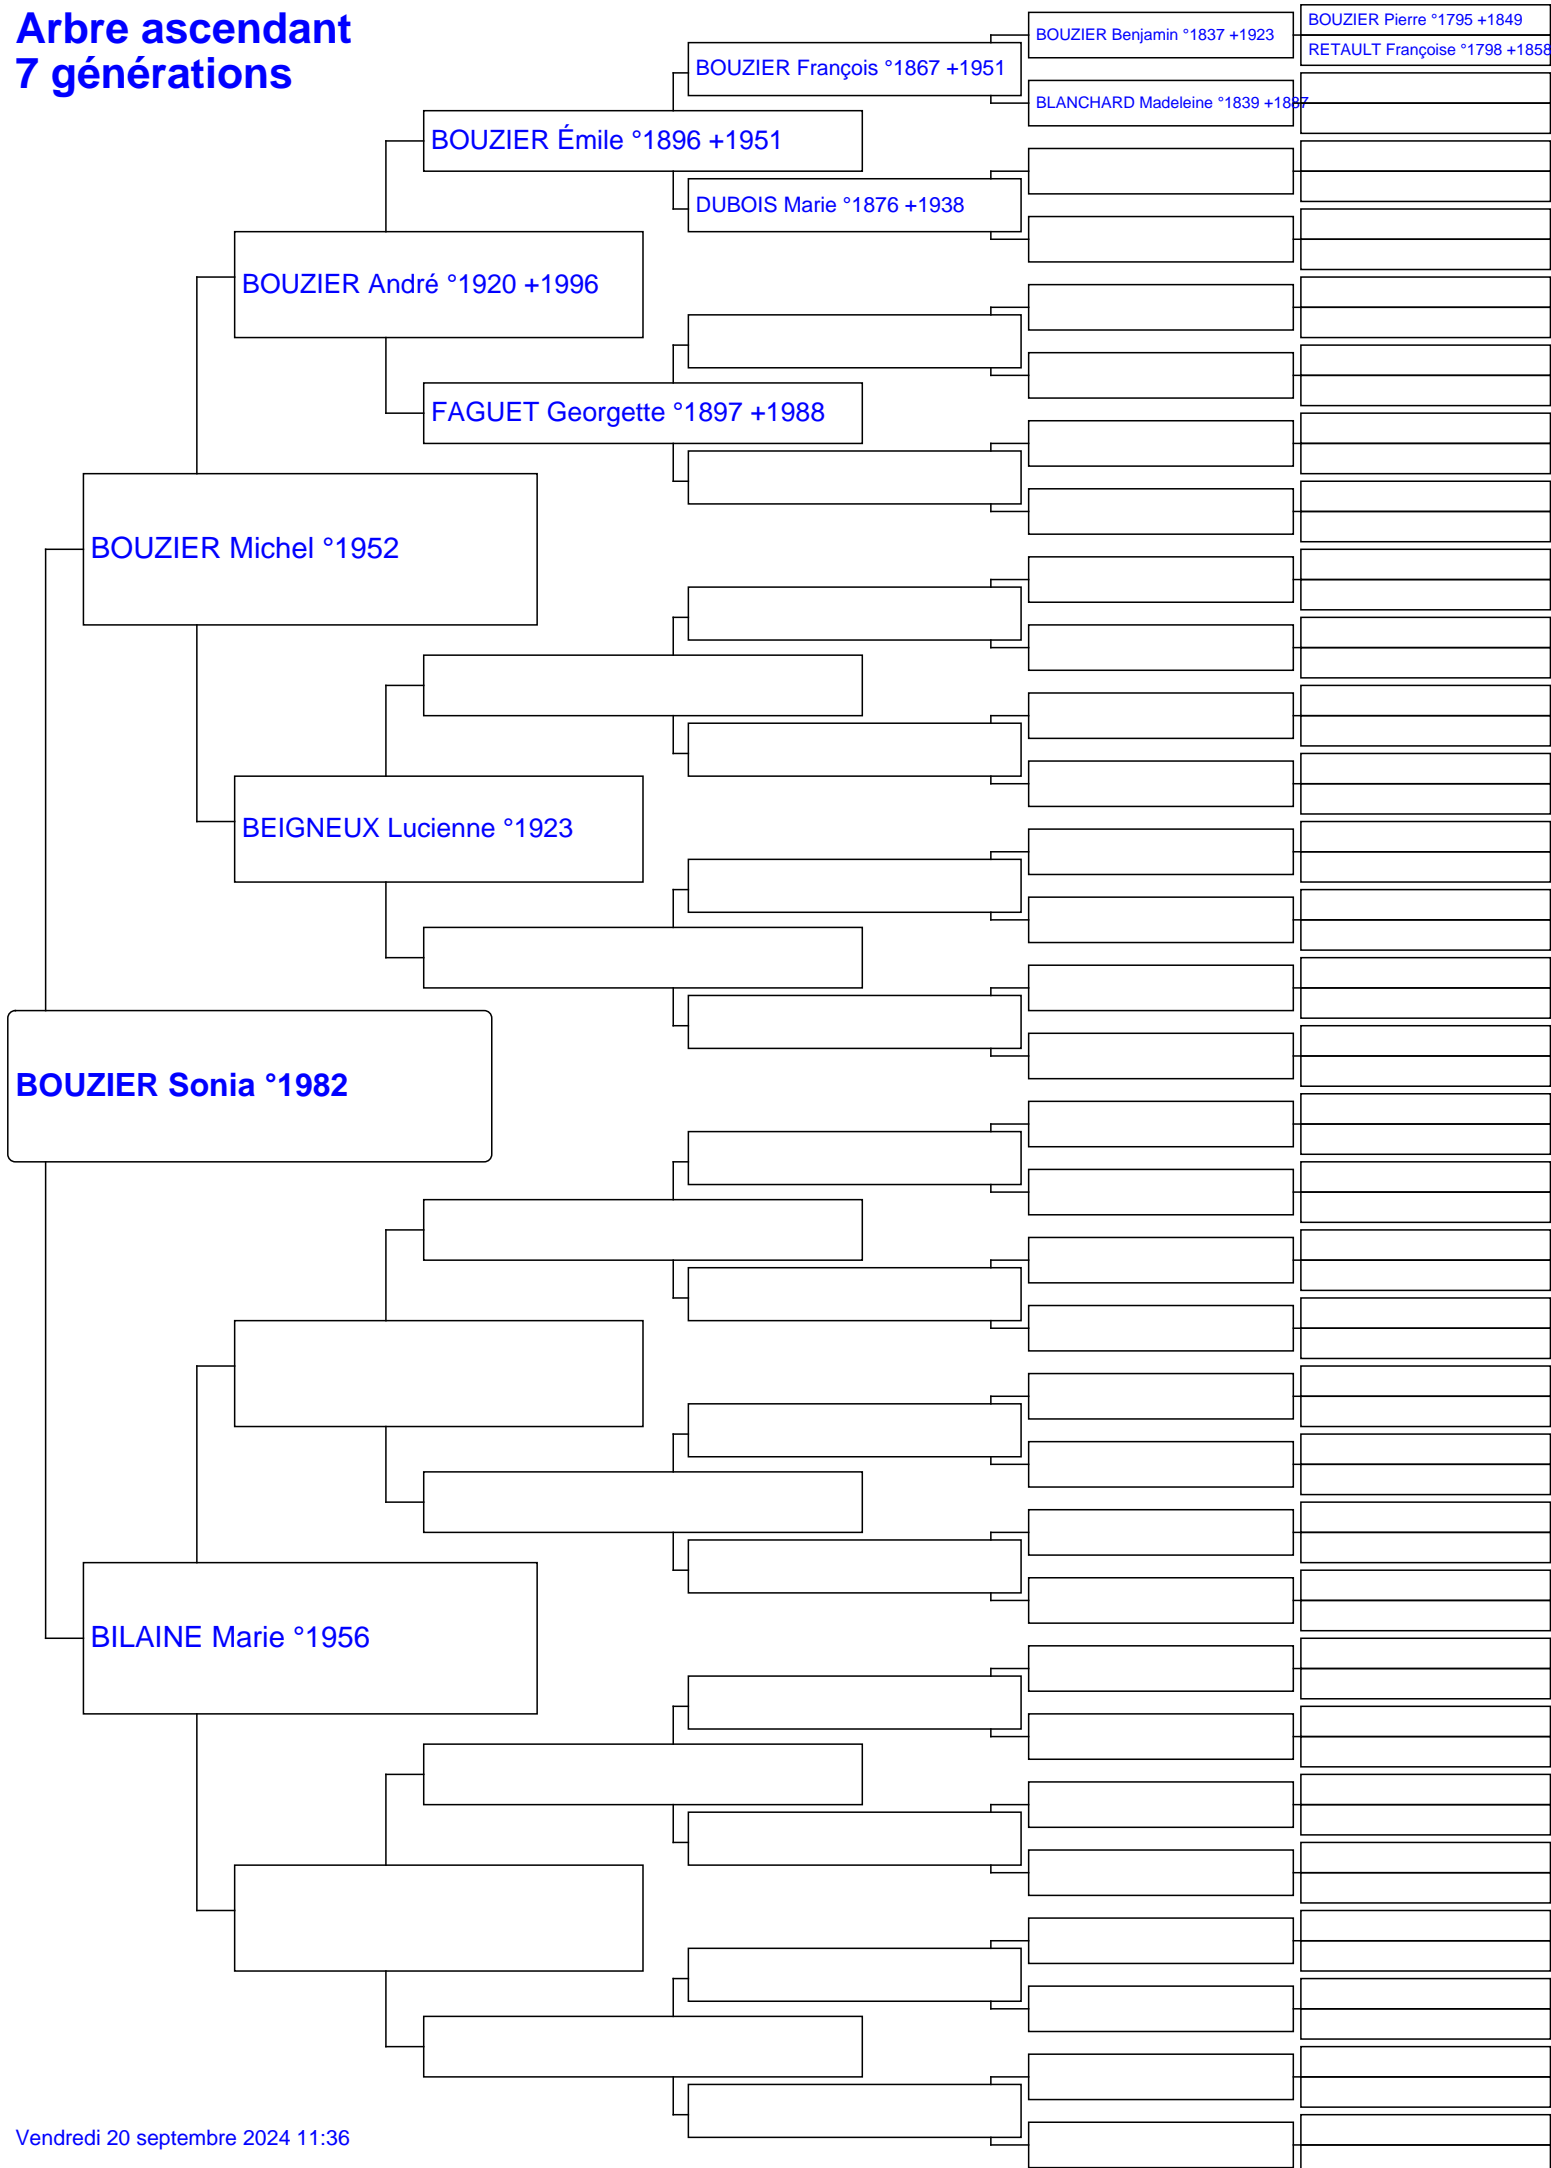 Arbre ascendant
7 générations
BOUZIER Pierre °1795 +1849
BOUZIER Benjamin °1837 +1923
RETAULT Françoise °1798 +1858
BOUZIER François °1867 +1951
BLANCHARD Madeleine °1839 +1887
BOUZIER Émile °1896 +1951
DUBOIS Marie °1876 +1938
BOUZIER André °1920 +1996
FAGUET Georgette °1897 +1988
BOUZIER Michel °1952
BEIGNEUX Lucienne °1923
BOUZIER Sonia °1982
BILAINE Marie °1956
Vendredi 20 septembre 2024 11:36